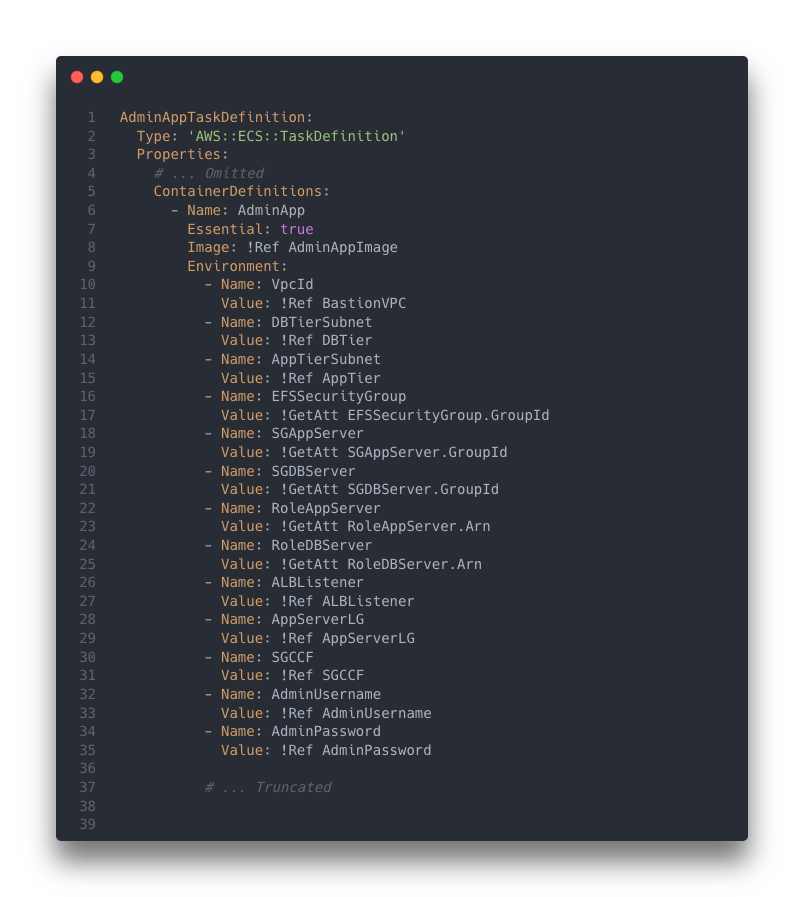 1 AdminAppTaskDefinition:
2   Type: 'AWS::ECS::TaskDefinition'
3   Properties:
4     # ... Omitted
5     ContainerDefinitions:
6       - Name: AdminApp
7         Essential: true
8         Image: !Ref AdminAppImage
9         Environment:
10           - Name: VpcId
11             Value: !Ref BastionVPC
12           - Name: DBTierSubnet
13             Value: !Ref DBTier
14           - Name: AppTierSubnet
15             Value: !Ref AppTier
16           - Name: EFSSecurityGroup
17             Value: !GetAtt EFSSecurityGroup.GroupId
18           - Name: SGAppServer
19             Value: !GetAtt SGAppServer.GroupId
20           - Name: SGDBServer
21             Value: !GetAtt SGDBServer.GroupId
22           - Name: RoleAppServer
23             Value: !GetAtt RoleAppServer.Arn
24           - Name: RoleDBServer
25             Value: !GetAtt RoleDBServer.Arn
26           - Name: ALBListener
27             Value: !Ref ALBListener
28           - Name: AppServerLG
29             Value: !Ref AppServerLG
30           - Name: SGCCF
31             Value: !Ref SGCCF
32           - Name: AdminUsername
33             Value: !Ref AdminUsername
34           - Name: AdminPassword
35             Value: !Ref AdminPassword
36
37           # ... Truncated
38
39